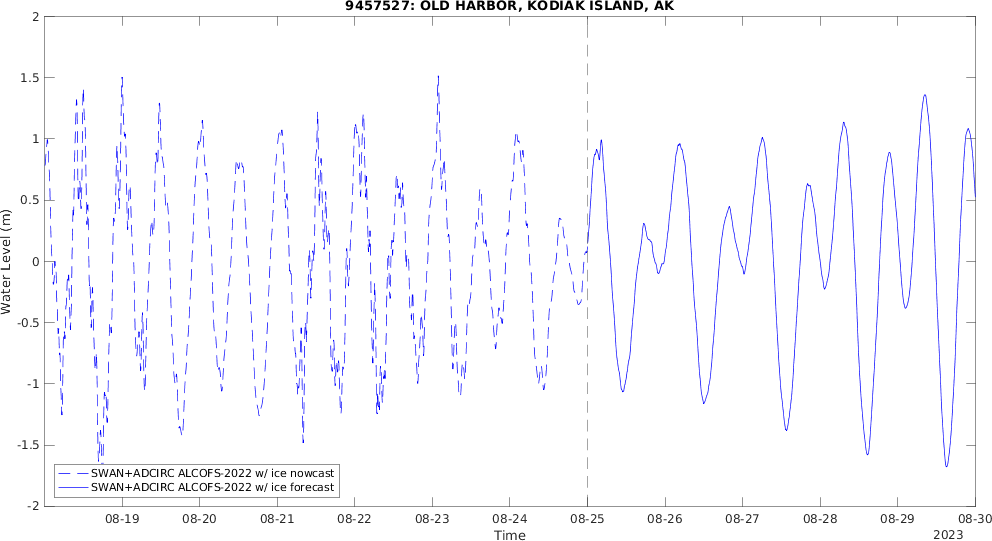 9457527: OLD HARBOR, KODIAK ISLAND, AK
2
1.5
1
0.5
0
-0.5
-1
-1.5
-2
Water Level (m)
SWAN+ADCIRC ALCOFS-2022 w/ ice nowcast
SWAN+ADCIRC ALCOFS-2022 w/ ice forecast
08-19 08-20 08-21 08-22 08-23 08-24 08-25 08-26 08-27 08-28 08-29 08-30
Time
2023